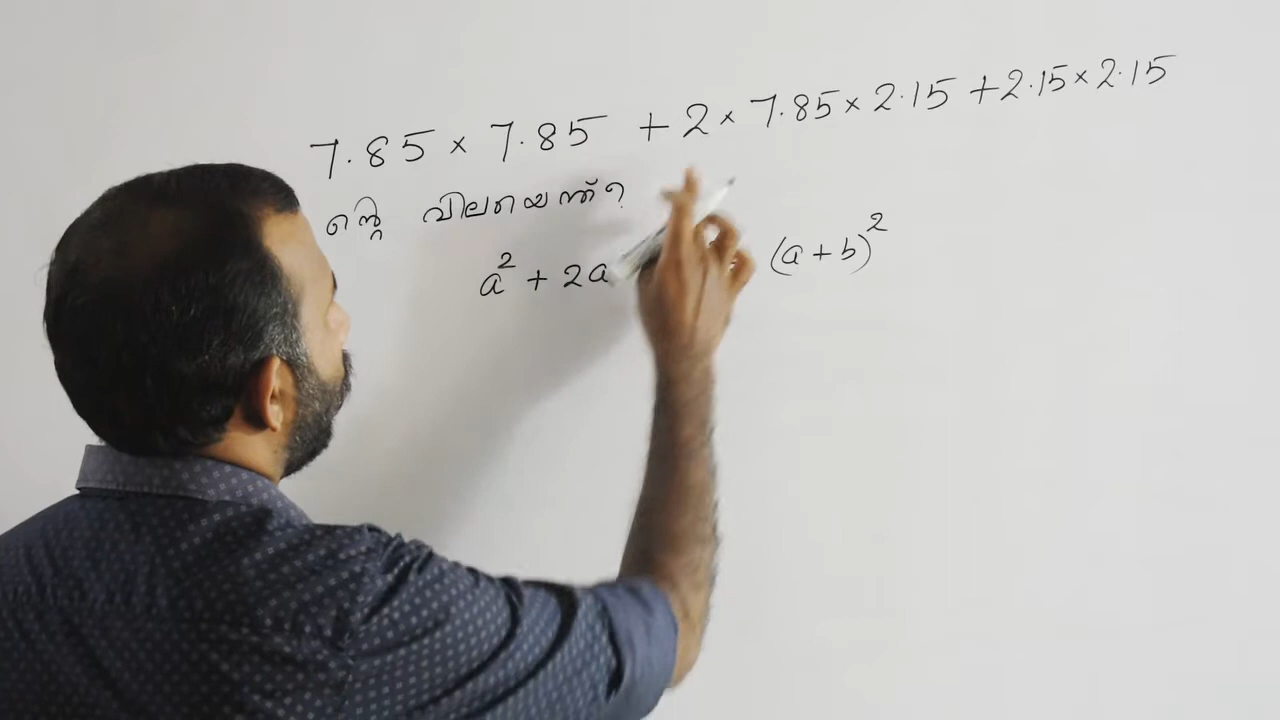 7.85 × 7.85 + 2 × 7.85 × 2.15 + 2.15 × 2.15
ന്റെ വിലയെന്ത്?
a² + 2a (a + b)²